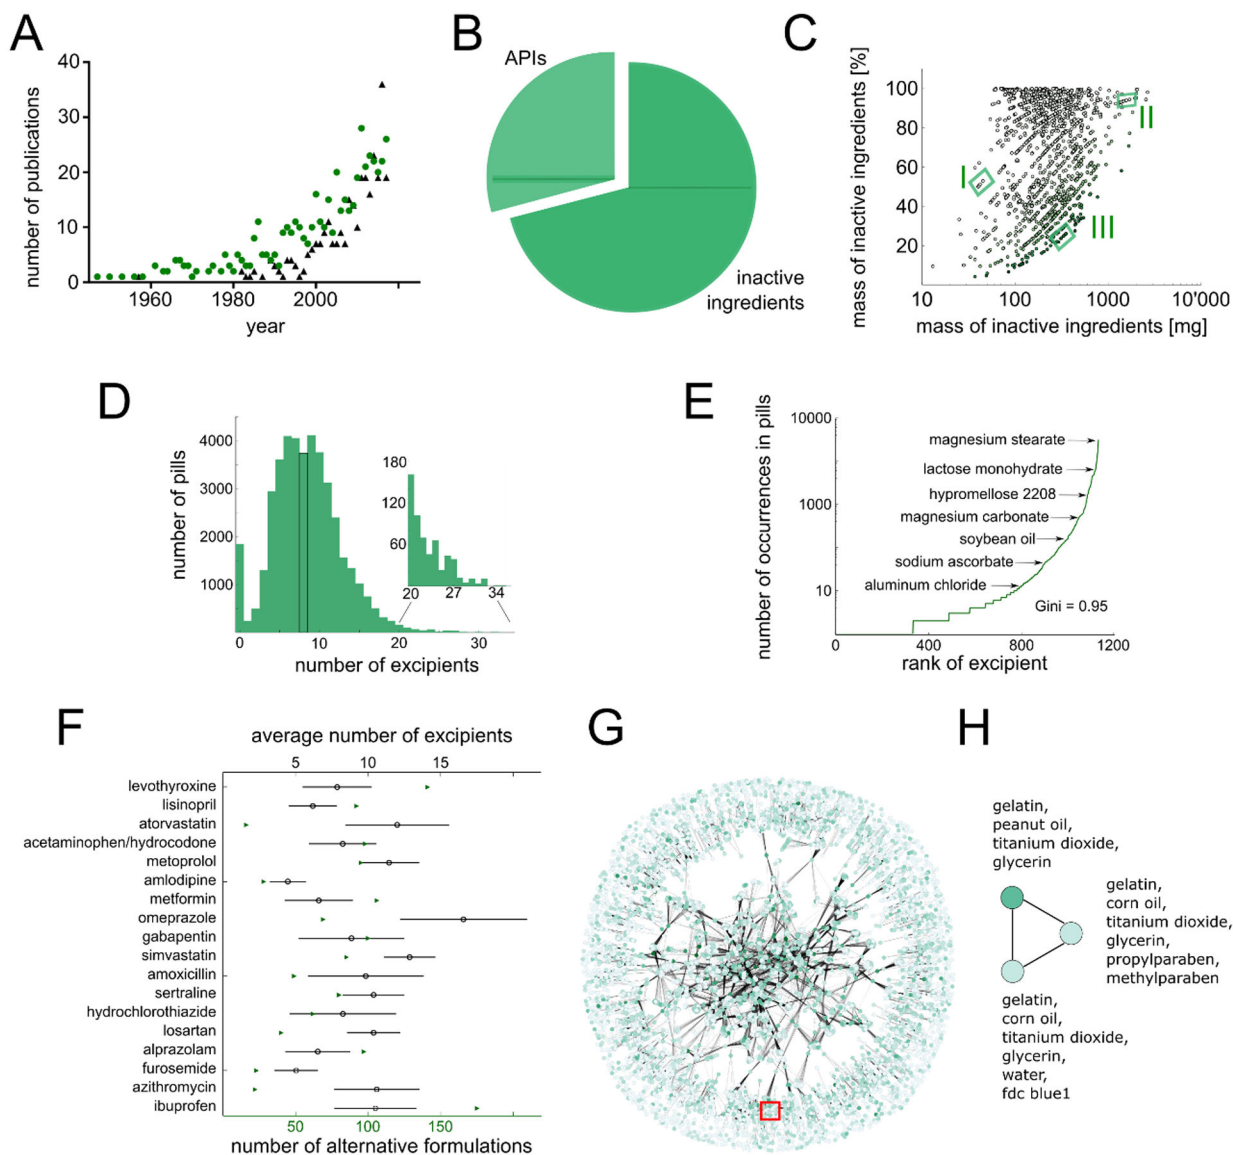 A
40
30
20
10
0
number of publications
1960
1980
2000
year
B
APIs
inactive
ingredients
C
mass of inactive ingredients [%]
100
80
60
40
20
I
II
III
10
100
1000
10'000
mass of inactive ingredients [mg]
D
number of pills
4000
3000
2000
1000
0
10
20
30
number of excipients
180
120
60
20
27
34
E
number of occurrences in pills
10000
1000
10
magnesium stearate
lactose monohydrate
hypromellose 2208
magnesium carbonate
soybean oil
sodium ascorbate
aluminum chloride
Gini = 0.95
0
400
800
1200
rank of excipient
F
average number of excipients
5
10
15
levothyroxine
lisinopril
atorvastatin
acetaminophen/hydrocodone
metoprolol
amlodipine
metformin
omeprazole
gabapentin
simvastatin
amoxicillin
sertraline
hydrochlorothiazide
losartan
alprazolam
furosemide
azithromycin
ibuprofen
50
100
150
number of alternative formulations
G
H
gelatin,
peanut oil,
titanium dioxide,
glycerin
gelatin,
corn oil,
titanium dioxide,
glycerin,
propylparaben,
methylparaben
gelatin,
corn oil,
titanium dioxide,
glycerin,
water,
fdc blue1